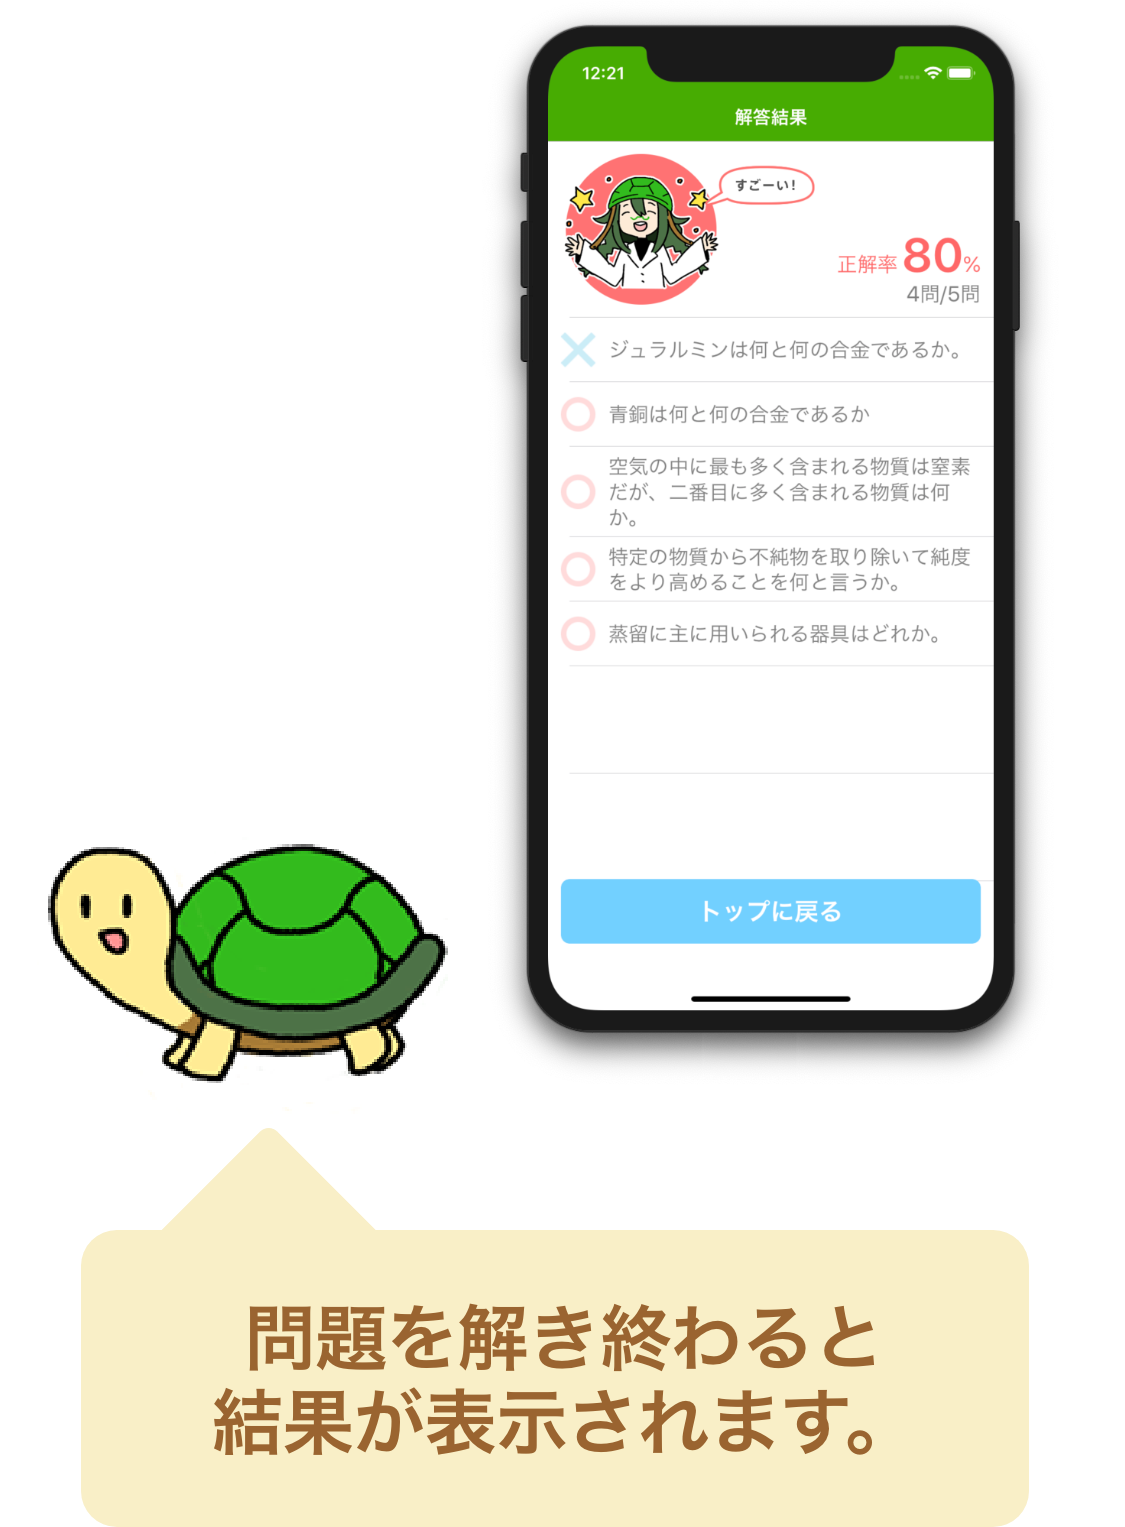 12:21
解答結果
すごーい!
正解率 80%
4問/5問
ジュラルミンは何と何の合金であるか。
青銅は何と何の合金であるか
空気の中に最も多く含まれる物質は窒素
だが、二番目に多く含まれる物質は何
か。
特定の物質から不純物を取り除いて純度
をより高めることを何と言うか。
蒸留に主に用いられる器具はどれか。
トップに戻る
問題を解き終わると
結果が表示されます。